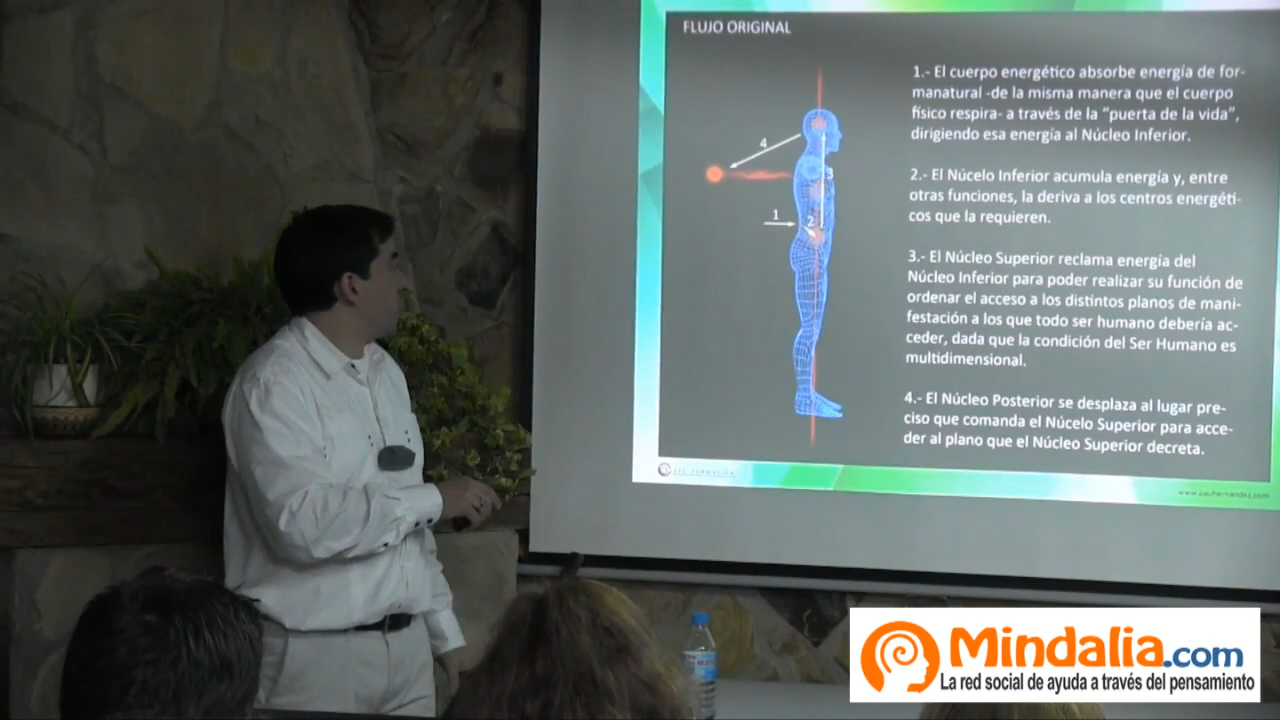 FLUJO ORIGINAL
1.- El cuerpo energético absorbe energía de for-
manatural -de la misma manera que el cuerpo
físico respira- a través de la "puerta de la vida",
dirigiendo esa energía al Núcleo Inferior.
2.- El Núcelo Inferior acumula energía y, entre
otras funciones, la deriva a los centros energéti-
cos que la requieren.
3.- El Núcleo Superior reclama energía del
Núcleo Inferior para poder realizar su función de
ordenar el acceso a los distintos planos de mani-
festación a los que todo ser humano debería ac-
ceder, dada que la condición del Ser Humano es
multidimensional.
4.- El Núcleo Posterior se desplaza al lugar pre-
ciso que comanda el Núcelo Superior para acce-
der al plano que el Núcleo Superior decreta.
4
3
1
2
www.pauhernandez.com
Mindalia.com
La red social de ayuda a través del pensamiento